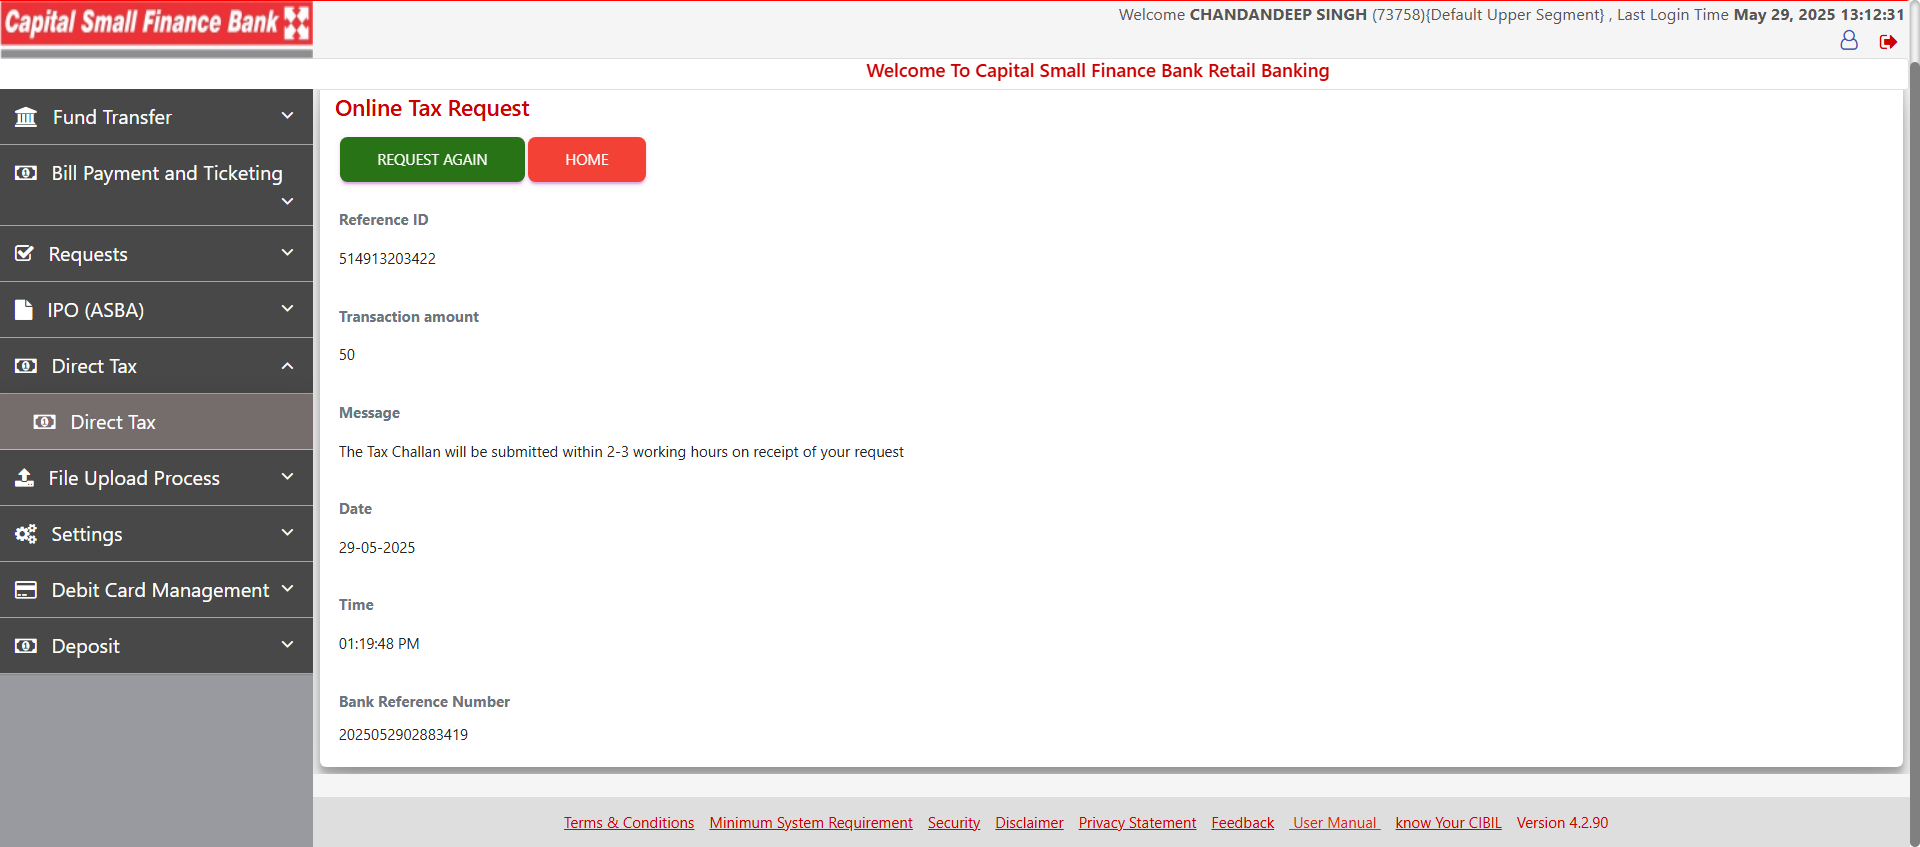 Capital Small Finance Bank
Welcome CHANDANDEEP SINGH (73758){Default Upper Segment} , Last Login Time May 29, 2025 13:12:31
Welcome To Capital Small Finance Bank Retail Banking
Fund Transfer
Bill Payment and Ticketing
Requests
IPO (ASBA)
Direct Tax
Direct Tax
File Upload Process
Settings
Debit Card Management
Deposit
Online Tax Request
REQUEST AGAIN HOME
Reference ID
514913203422
Transaction amount
50
Message
The Tax Challan will be submitted within 2-3 working hours on receipt of your request
Date
29-05-2025
Time
01:19:48 PM
Bank Reference Number
2025052902883419
Terms & Conditions Minimum System Requirement Security Disclaimer Privacy Statement Feedback User Manual know Your CIBIL Version 4.2.90